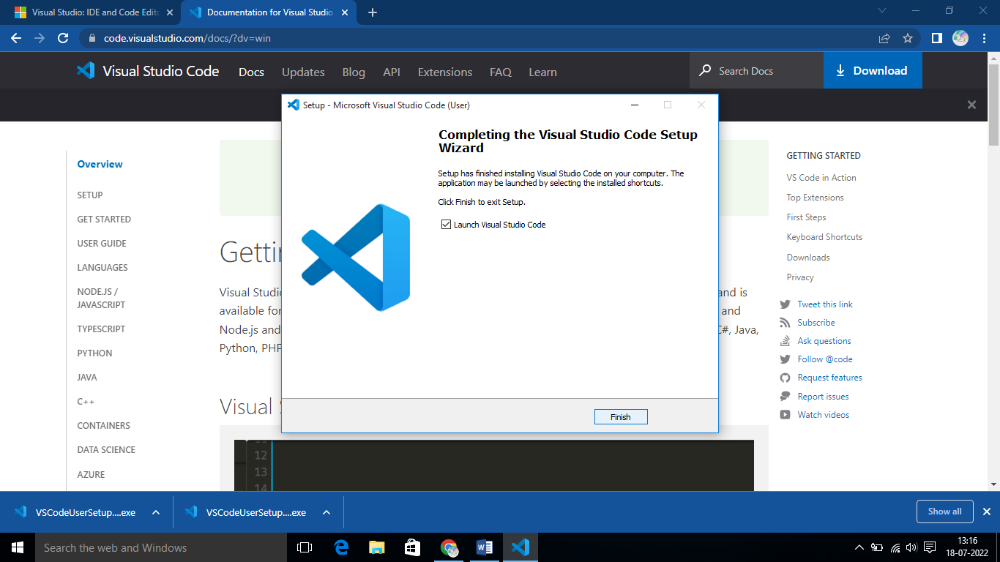 Visual Studio: IDE and Code Edito
Documentation for Visual Studio
code.visualstudio.com/docs/?dv=win
Visual Studio Code
Docs
Updates
Blog
API
Extensions
FAQ
Learn
Search Docs
Download
Setup - Microsoft Visual Studio Code (User)
Completing the Visual Studio Code Setup
Wizard
Setup has finished installing Visual Studio Code on your computer. The
application may be launched by selecting the installed shortcuts.
Click Finish to exit Setup.
Launch Visual Studio Code
Finish
Overview
SETUP
GET STARTED
USER GUIDE
LANGUAGES
NODE.JS /
JAVASCRIPT
TYPESCRIPT
PYTHON
JAVA
C++
CONTAINERS
DATA SCIENCE
AZURE
Gettin
Visual Studi and is
available for and
Node.js and C#, Java,
Python, PHP
Visual S
12
13
14
GETTING STARTED
VS Code in Action
Top Extensions
First Steps
Keyboard Shortcuts
Downloads
Privacy
Tweet this link
Subscribe
Ask questions
Follow @code
Request features
Report issues
Watch videos
VSCodeUserSetup....exe
VSCodeUserSetup....exe
Show all
Search the web and Windows
13:16
18-07-2022